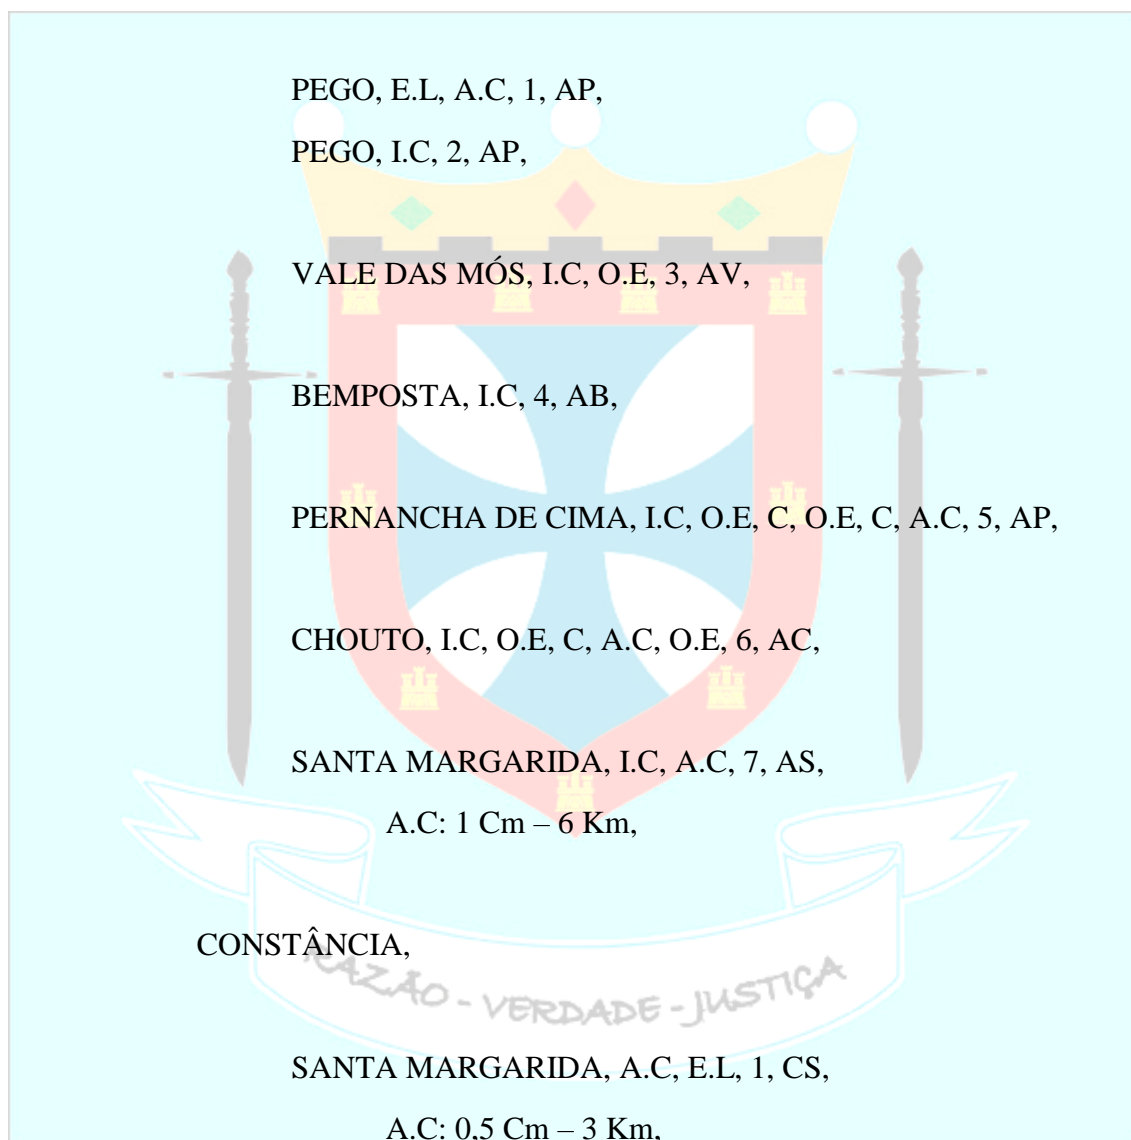 PEGO, E.L, A.C, 1, AP,
PEGO, I.C, 2, AP,
VALE DAS MÓS, I.C, O.E, 3, AV,
BEMPOSTA, I.C, 4, AB,
PERNANCHA DE CIMA, I.C, O.E, C, O.E, C, A.C, 5, AP,
CHOUTO, I.C, O.E, C, A.C, O.E, 6, AC,
SANTA MARGARIDA, I.C, A.C, 7, AS,
A.C: 1 Cm – 6 Km,
CONSTÂNCIA,
RAZÃO - VERDADE - JUSTIÇA
SANTA MARGARIDA, A.C, E.L, 1, CS,
A.C: 0,5 Cm – 3 Km,